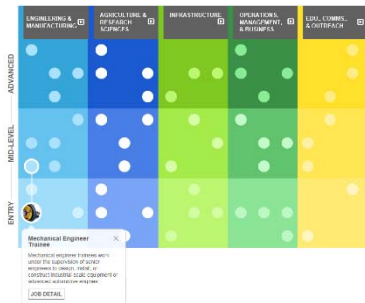 ENGINEERING &
MANUFACTURING
AGRICULTURE &
RESEARCH
SCIENCES
INFRASTRUCTURE
OPERATIONS,
MANAGEMENT,
& BUSINESS
EDU., COMMS.,
& OUTREACH
ADVANCED
MID-LEVEL
ENTRY
Mechanical Engineer
Trainee
Mechanical engineer trainees work
under the supervision of senior
engineers to design, install, or
construct industrial-scale equipment or
advanced automotive engines.
JOB DETAIL